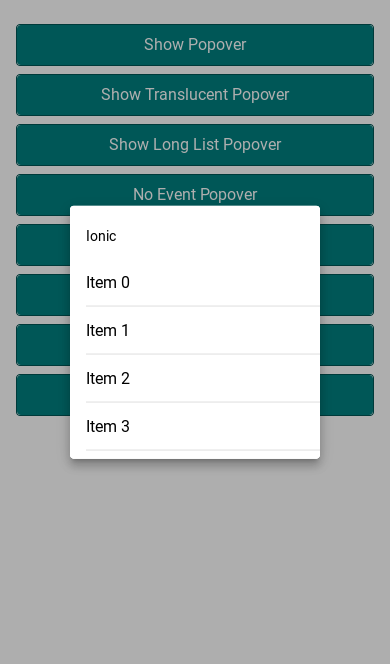 Show Popover
Show Translucent Popover
Show Long List Popover
No Event Popover
Ionic
Item 0
Item 1
Item 2
Item 3